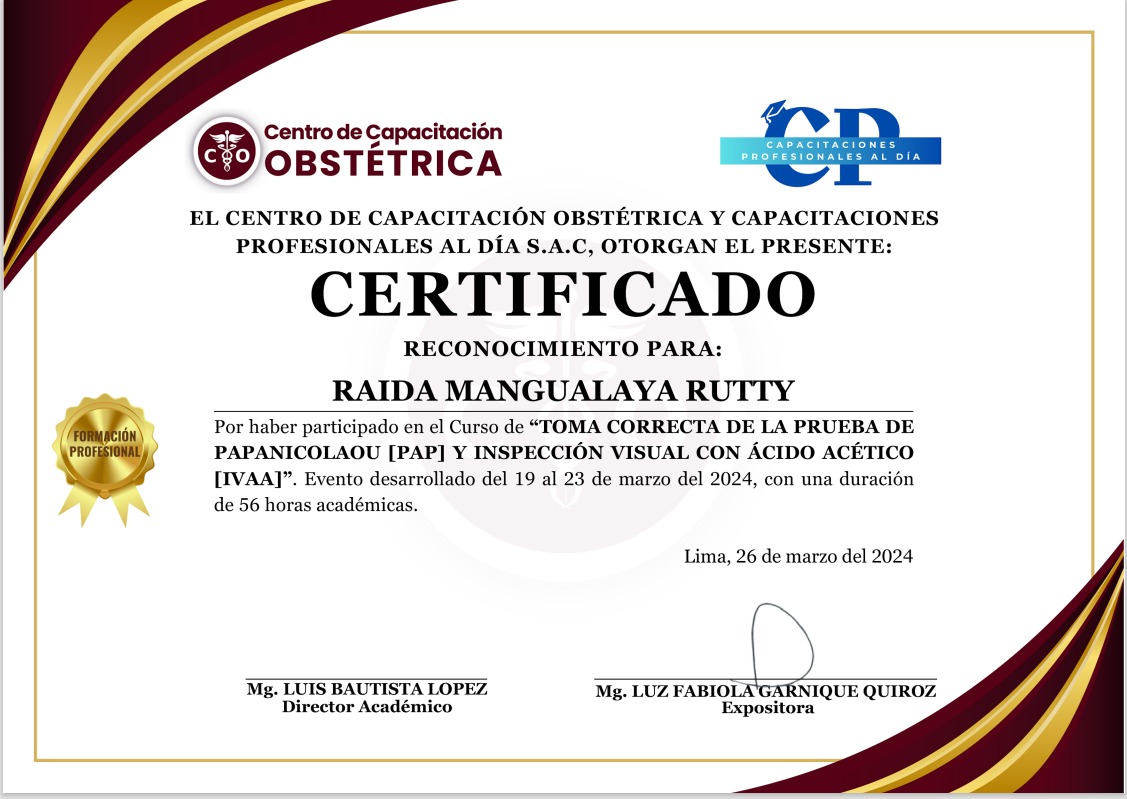 Centro de Capacitación
OBSTÉTRICA
C O
CP
CAPACITACIONES
PROFESIONALES AL DÍA
EL CENTRO DE CAPACITACIÓN OBSTÉTRICA Y CAPACITACIONES
PROFESIONALES AL DÍA S.A.C, OTORGAN EL PRESENTE:
CERTIFICADO
RECONOCIMIENTO PARA:
RAIDA MANGUALAYA RUTTY
Por haber participado en el Curso de “TOMA CORRECTA DE LA PRUEBA DE
PAPANICOLAOU [PAP] Y INSPECCIÓN VISUAL CON ÁCIDO ACÉTICO
[IVAA]”. Evento desarrollado del 19 al 23 de marzo del 2024, con una duración
de 56 horas académicas.
FORMACIÓN
PROFESIONAL
Lima, 26 de marzo del 2024
Mg. LUIS BAUTISTA LOPEZ
Director Académico
Mg. LUZ FABIOLA GARNIQUE QUIROZ
Expositora